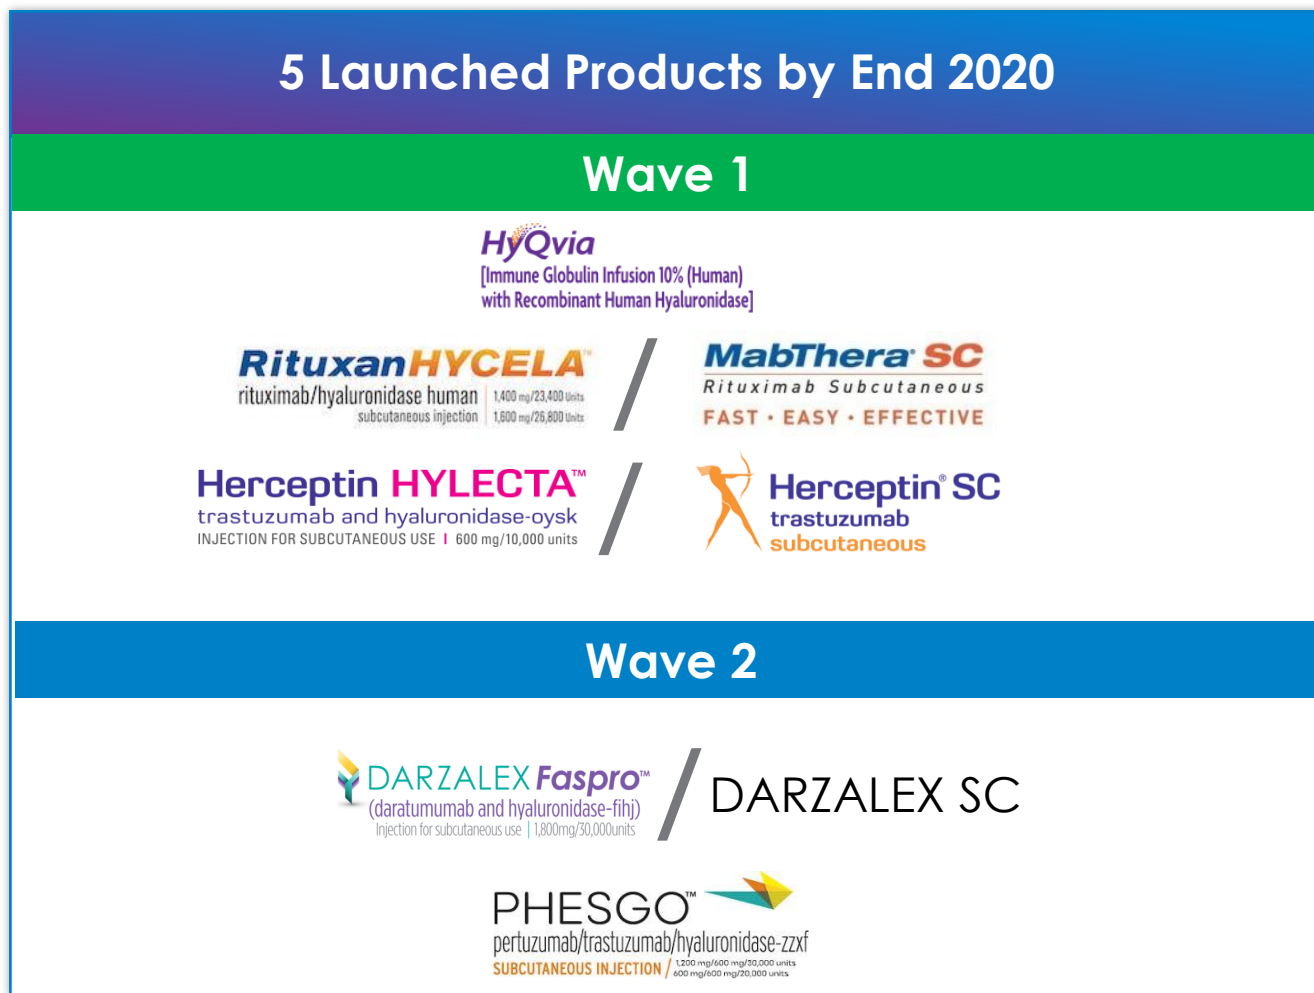 5 Launched Products by End 2020
Wave 1
HyQvia
[Immune Globulin Infusion 10% (Human)
with Recombinant Human Hyaluronidase]
RituxanHYCELA™
rituximab/hyaluronidase human | 1,400 mg/23,400 Units
subcutaneous injection | 1,600 mg/26,800 Units
/
MabThera® SC
Rituximab Subcutaneous
FAST • EASY • EFFECTIVE
Herceptin HYLECTA™
trastuzumab and hyaluronidase-oysk
INJECTION FOR SUBCUTANEOUS USE | 600 mg/10,000 units
/
Herceptin® SC
trastuzumab
subcutaneous
Wave 2
DARZALEX Faspro™
(daratumumab and hyaluronidase-fihj)
Injection for subcutaneous use | 1,800mg/30,000units
/
DARZALEX SC
PHESGO™
pertuzumab/trastuzumab/hyaluronidase-zzxf
SUBCUTANEOUS INJECTION / 1,200 mg/600 mg/30,000 units
600 mg/600 mg/20,000 units